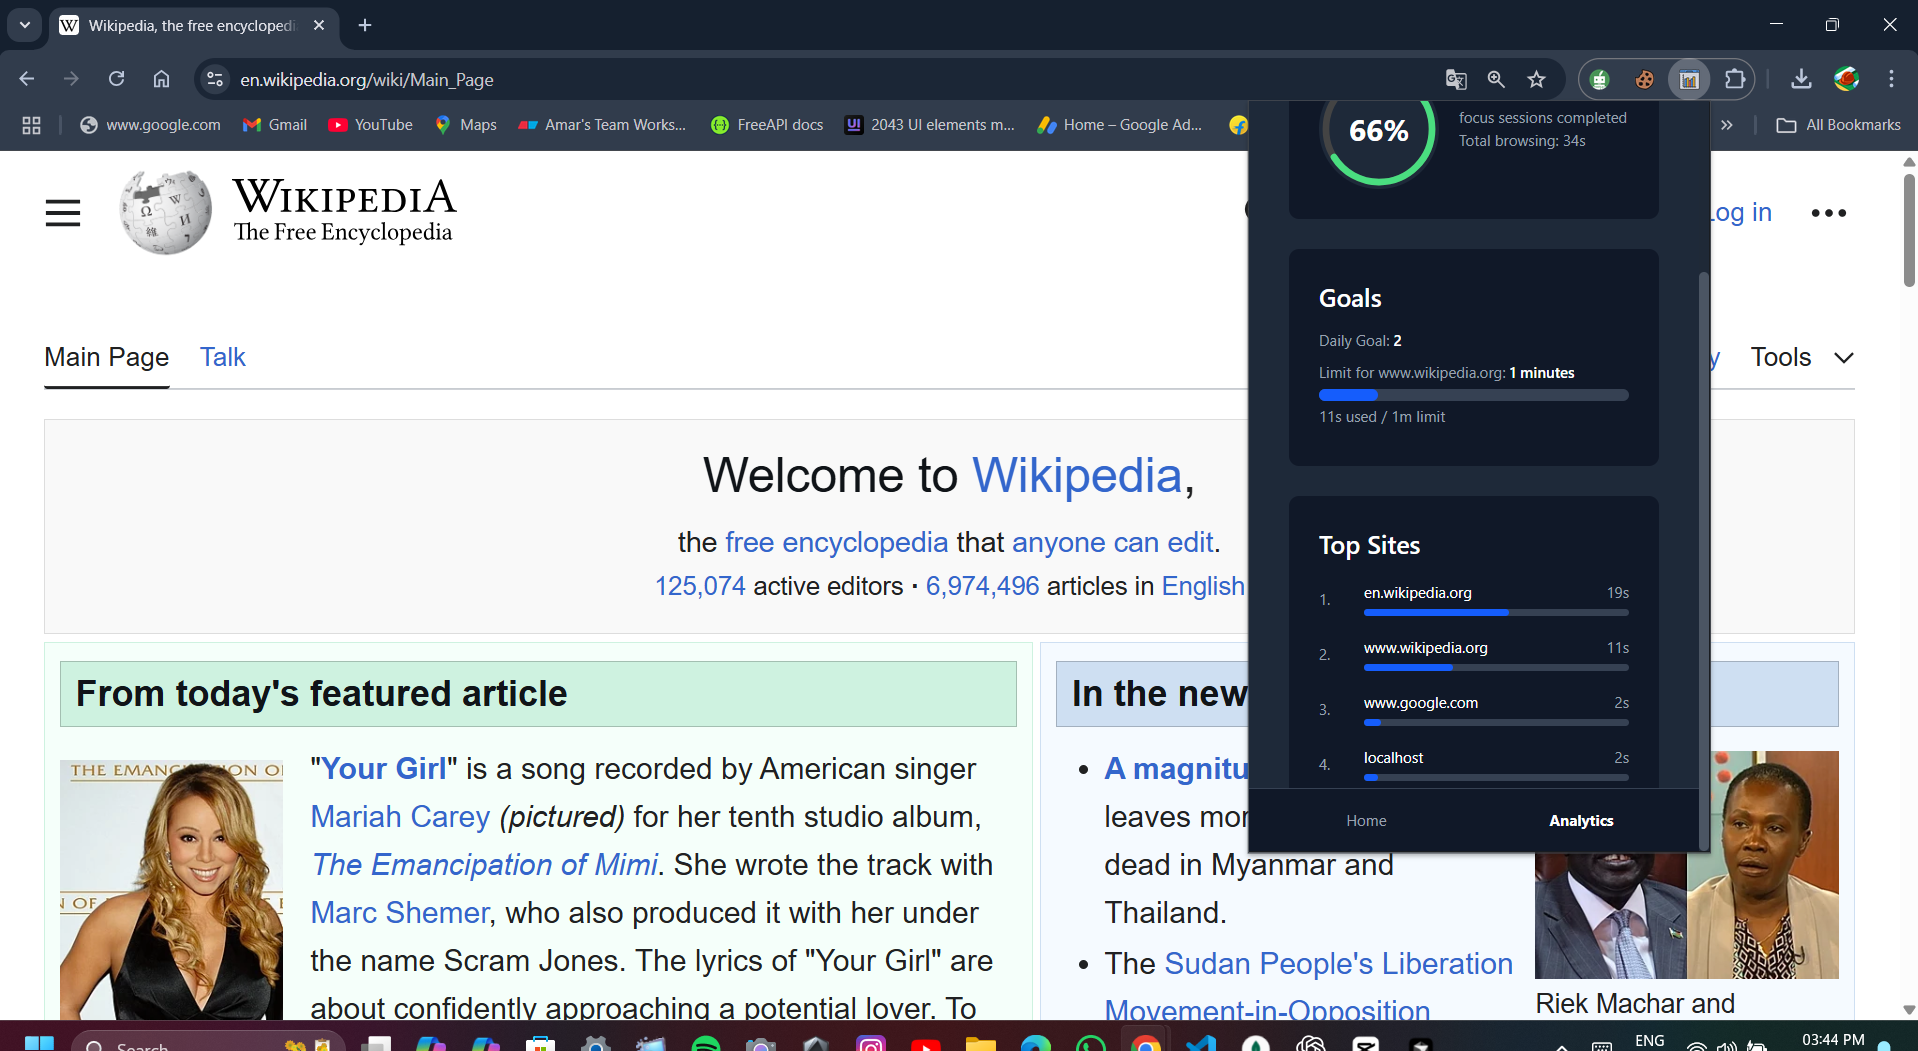 Wikipedia, the free encyclopedi
en.wikipedia.org/wiki/Main_Page
www.google.com
Gmail
YouTube
Maps
Amar's Team Works...
FreeAPI docs
UI
2043 UI elements m...
Home – Google Ad...
All Bookmarks
WIKIPEDIA
The Free Encyclopedia
Log in
Main Page
Talk
y
Tools
Welcome to Wikipedia,
the free encyclopedia that anyone can edit.
125,074 active editors · 6,974,496 articles in English
From today's featured article
THE EMANCIPATION OF
"Your Girl" is a song recorded by American singer
Mariah Carey (pictured) for her tenth studio album,
The Emancipation of Mimi. She wrote the track with
Marc Shemer, who also produced it with her under
the name Scram Jones. The lyrics of "Your Girl" are
about confidently approaching a potential lover. To
In the new
A magnitu
leaves mor
dead in Myanmar and
Thailand.
The Sudan People's Liberation
Movement-in-Opposition
Riek Machar and
66%
focus sessions completed
Total browsing: 34s
Goals
Daily Goal: 2
Limit for www.wikipedia.org: 1 minutes
11s used / 1m limit
Top Sites
1. en.wikipedia.org 19s
2. www.wikipedia.org 11s
3. www.google.com 2s
4. localhost 2s
Home
Analytics
Search
ENG
03:44 PM